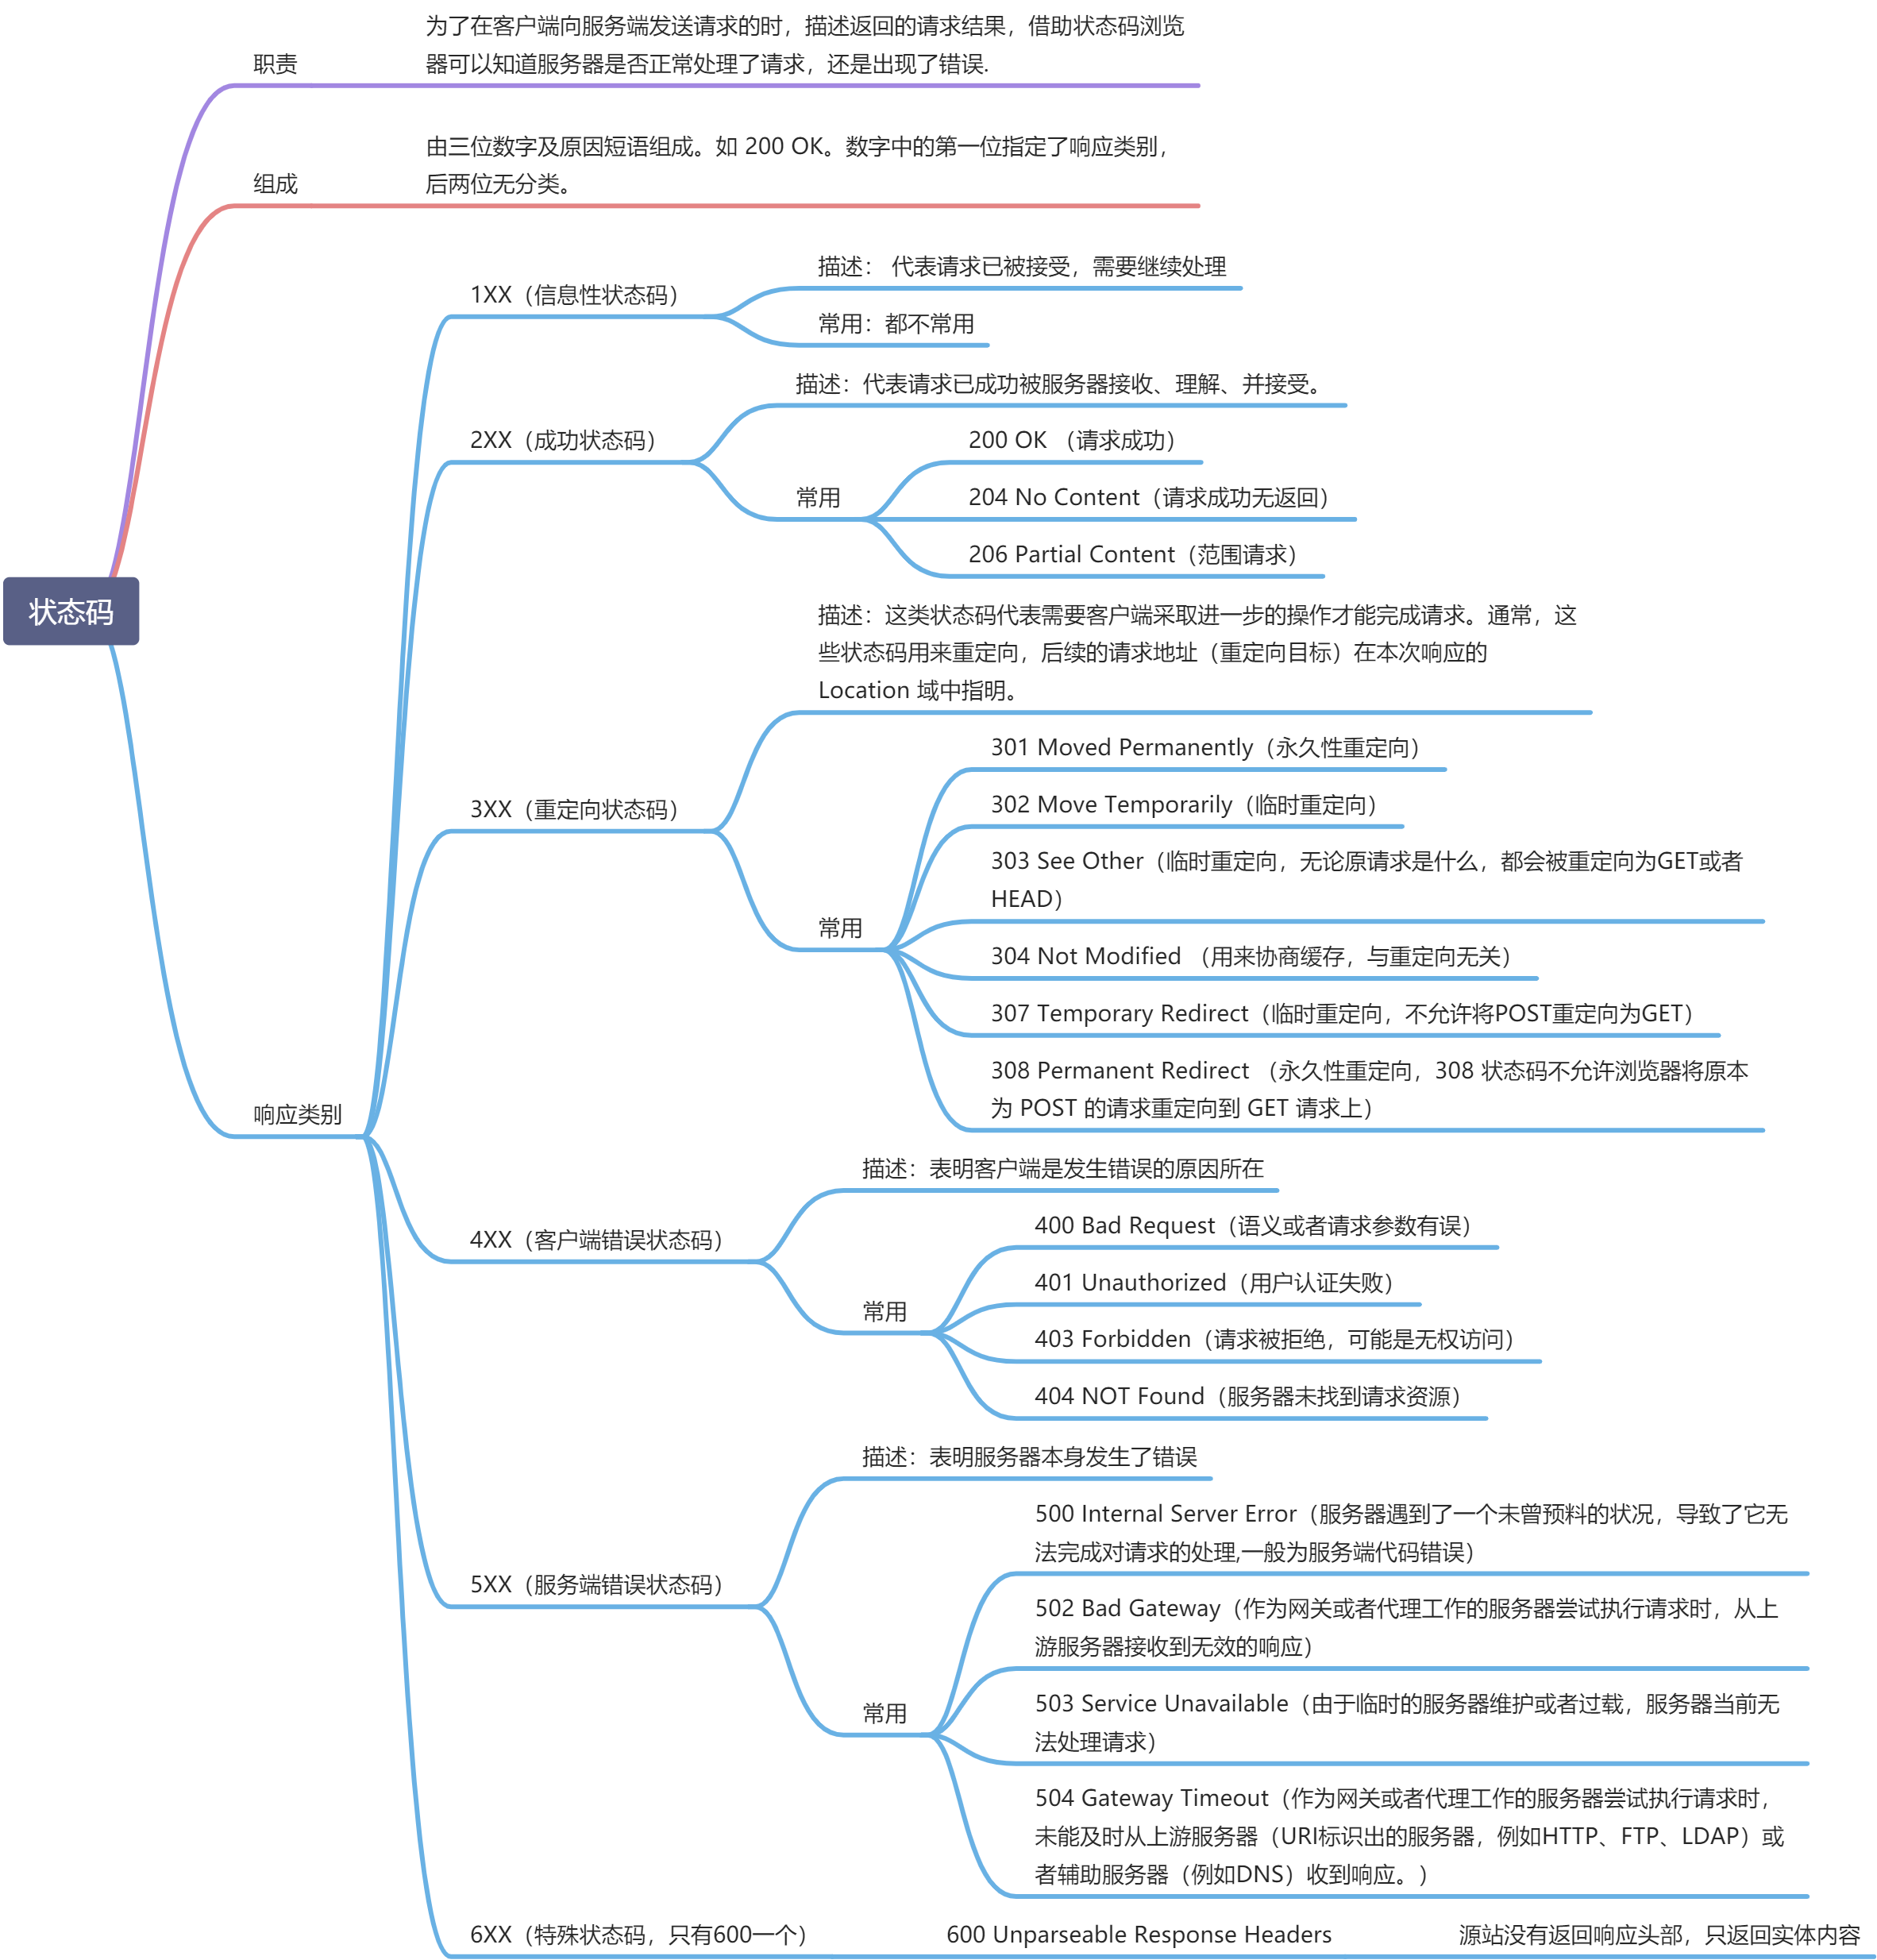 为了在客户端向服务端发送请求的时，描述返回的请求结果，借助状态码浏览
器可以知道服务器是否正常处理了请求，还是出现了错误.
职责
由三位数字及原因短语组成。如 200 OK。数字中的第一位指定了响应类别，
后两位无分类。
组成
描述： 代表请求已被接受，需要继续处理
1XX（信息性状态码）
常用：都不常用
描述：代表请求已成功被服务器接收、理解、并接受。
2XX（成功状态码）
200 OK （请求成功）
常用
204 No Content（请求成功无返回）
206 Partial Content（范围请求）
状态码
描述：这类状态码代表需要客户端采取进一步的操作才能完成请求。通常，这
些状态码用来重定向，后续的请求地址（重定向目标）在本次响应的
Location 域中指明。
3XX（重定向状态码）
301 Moved Permanently（永久性重定向）
302 Move Temporarily（临时重定向）
303 See Other（临时重定向，无论原请求是什么，都会被重定向为GET或者
HEAD）
常用
304 Not Modified （用来协商缓存，与重定向无关）
307 Temporary Redirect（临时重定向，不允许将POST重定向为GET）
308 Permanent Redirect （永久性重定向，308 状态码不允许浏览器将原本
为 POST 的请求重定向到 GET 请求上）
响应类别
描述：表明客户端是发生错误的原因所在
4XX（客户端错误状态码）
400 Bad Request（语义或者请求参数有误）
401 Unauthorized（用户认证失败）
常用
403 Forbidden（请求被拒绝，可能是无权访问）
404 NOT Found（服务器未找到请求资源）
描述：表明服务器本身发生了错误
5XX（服务端错误状态码）
500 Internal Server Error（服务器遇到了一个未曾预料的状况，导致了它无
法完成对请求的处理,一般为服务端代码错误）
502 Bad Gateway（作为网关或者代理工作的服务器尝试执行请求时，从上
游服务器接收到无效的响应）
常用
503 Service Unavailable（由于临时的服务器维护或者过载，服务器当前无
法处理请求）
504 Gateway Timeout（作为网关或者代理工作的服务器尝试执行请求时，
未能及时从上游服务器（URI标识出的服务器，例如HTTP、FTP、LDAP）或
者辅助服务器（例如DNS）收到响应。）
6XX（特殊状态码，只有600一个）
600 Unparseable Response Headers
源站没有返回响应头部，只返回实体内容